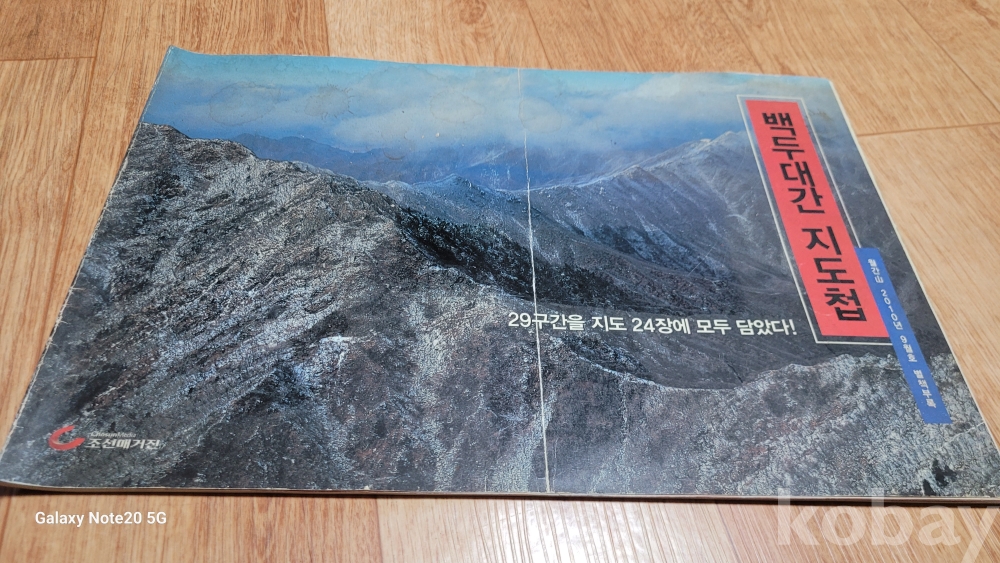 백두대간 지도첩
월간山 2010년 9월호 별책부록
29구간을 지도 24장에 모두 담았다!
조선매거진
Galaxy Note20 5G
kobay